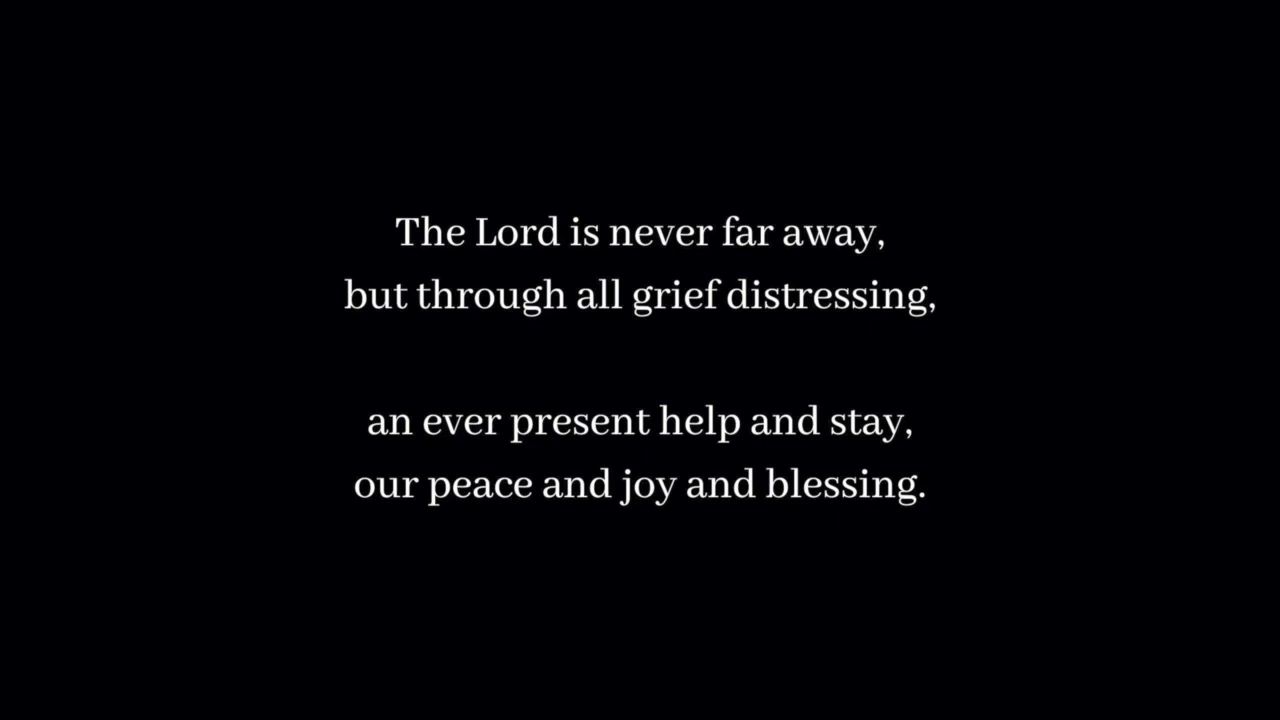 The Lord is never far away,
but through all grief distressing,
an ever present help and stay,
our peace and joy and blessing.